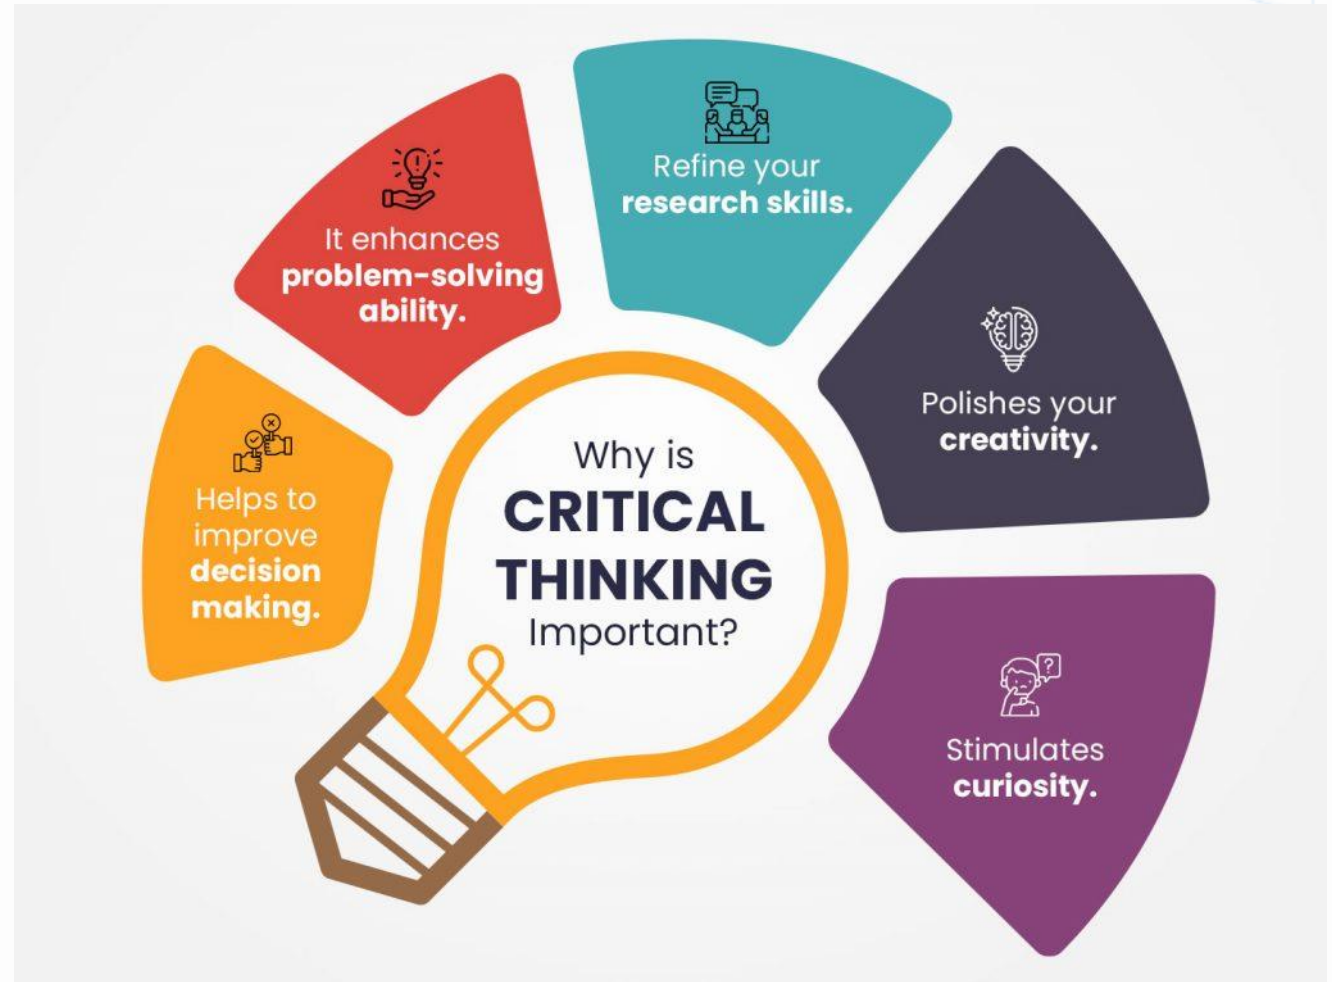 Why is
CRITICAL
THINKING
Important?
Helps to
improve
decision
making.
It enhances
problem-solving
ability.
Refine your
research skills.
Polishes your
creativity.
?
Stimulates
curiosity.